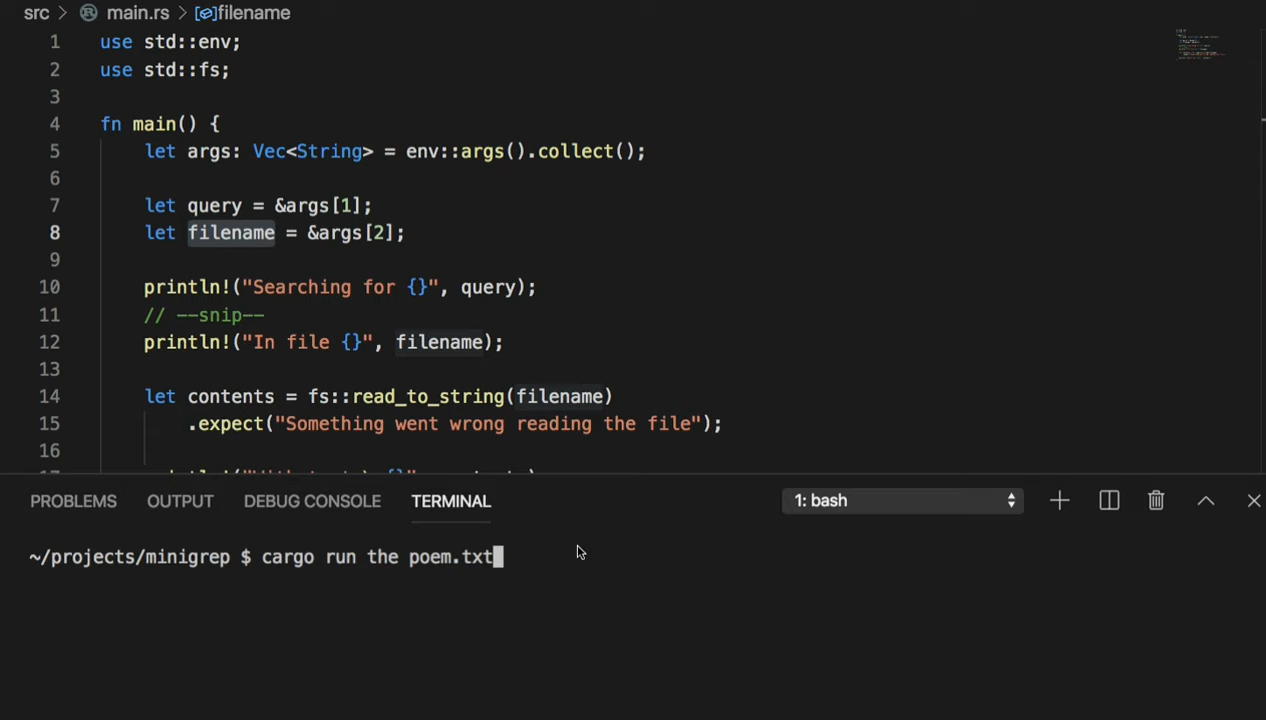 src > main.rs > filename
1 use std::env;
2 use std::fs;
3
4 fn main() {
5 let args: Vec<String> = env::args().collect();
6
7 let query = &args[1];
8 let filename = &args[2];
9
10 println!("Searching for {}", query);
11 // --snip--
12 println!("In file {}", filename);
13
14 let contents = fs::read_to_string(filename)
15 .expect("Something went wrong reading the file");
16
PROBLEMS OUTPUT DEBUG CONSOLE TERMINAL 1: bash
~/projects/minigrep $ cargo run the poem.txt